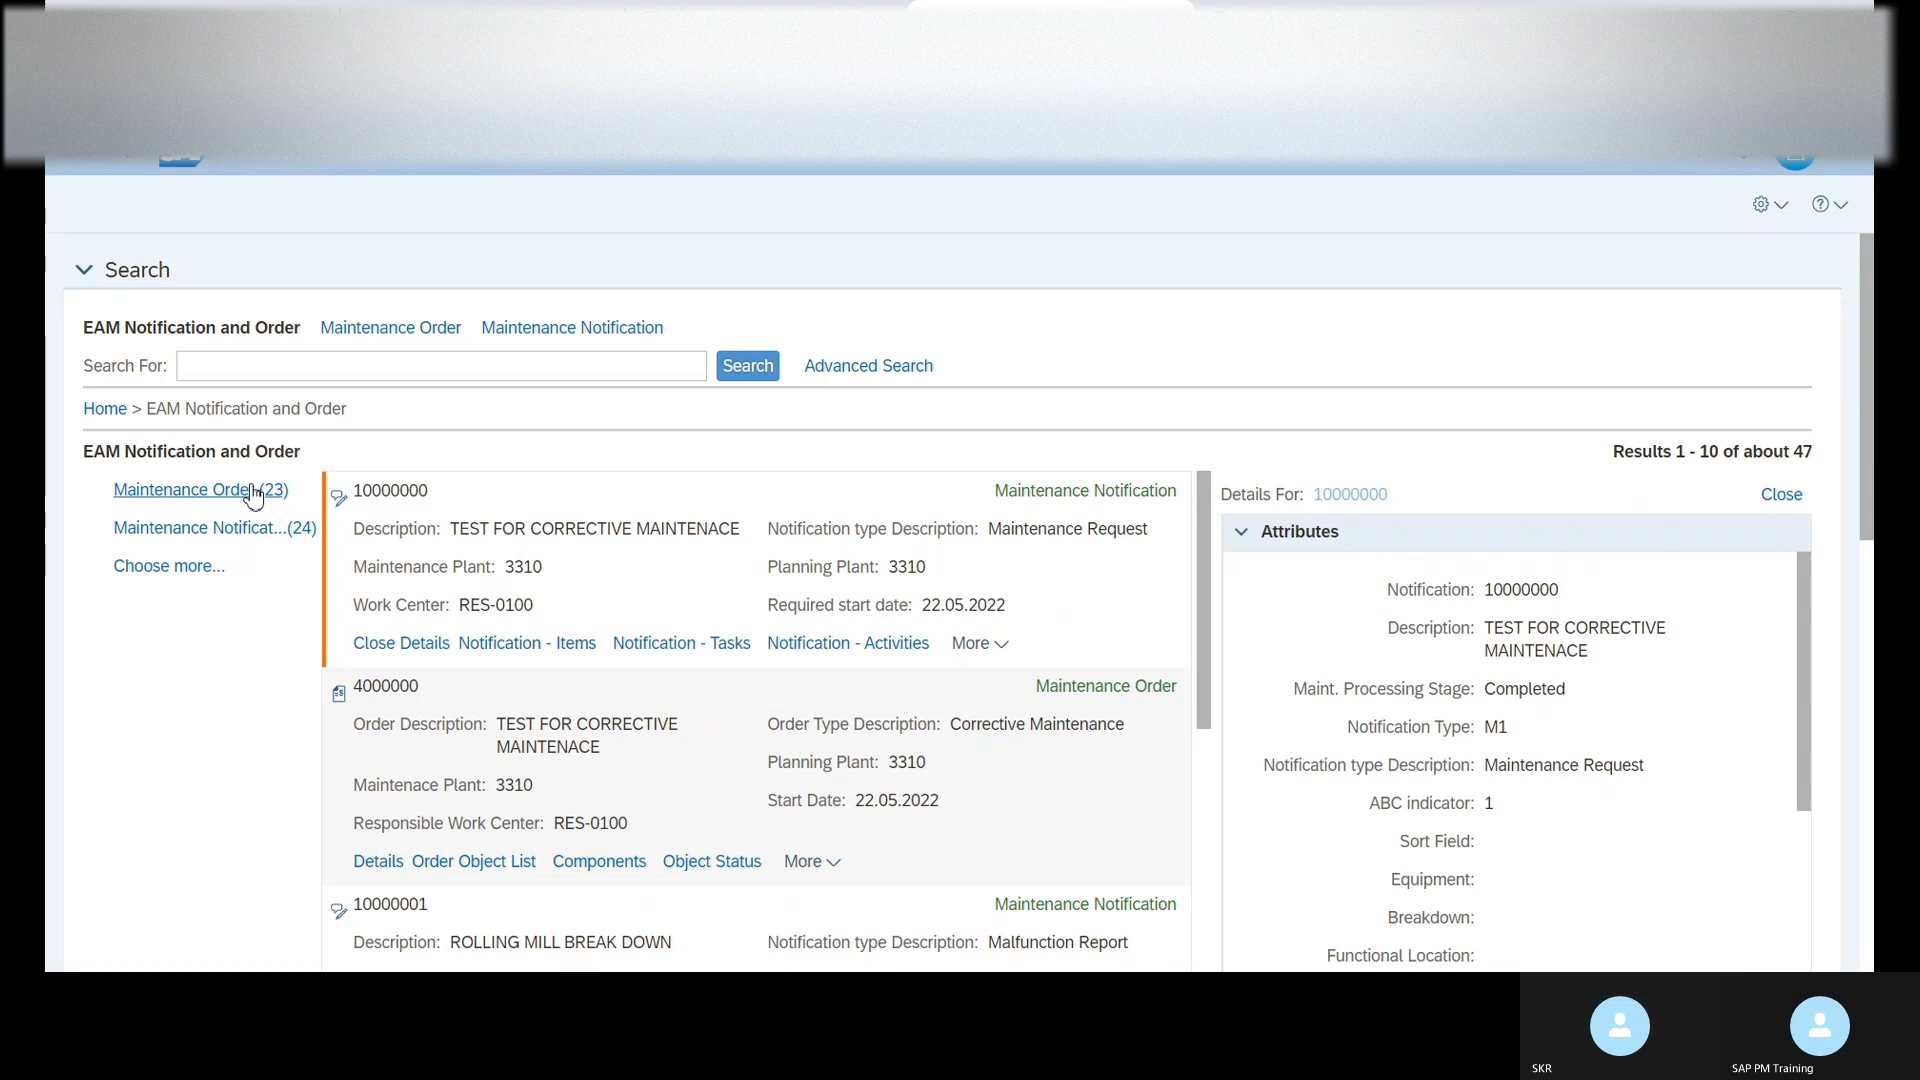 Search
EAM Notification and Order Maintenance Order Maintenance Notification
Search For: Search Advanced Search
Home > EAM Notification and Order
EAM Notification and Order Results 1 - 10 of about 47
Maintenance Order (23)
Maintenance Notificat...(24)
Choose more...
10000000 Maintenance Notification
Description: TEST FOR CORRECTIVE MAINTENACE Notification type Description: Maintenance Request
Maintenance Plant: 3310 Planning Plant: 3310
Work Center: RES-0100 Required start date: 22.05.2022
Close Details Notification - Items Notification - Tasks Notification - Activities More
4000000 Maintenance Order
Order Description: TEST FOR CORRECTIVE
MAINTENACE
Order Type Description: Corrective Maintenance
Planning Plant: 3310
Maintenace Plant: 3310
Start Date: 22.05.2022
Responsible Work Center: RES-0100
Details Order Object List Components Object Status More
10000001 Maintenance Notification
Description: ROLLING MILL BREAK DOWN Notification type Description: Malfunction Report
Details For: 10000000 Close
Attributes
Notification: 10000000
Description: TEST FOR CORRECTIVE
MAINTENACE
Maint. Processing Stage: Completed
Notification Type: M1
Notification type Description: Maintenance Request
ABC indicator: 1
Sort Field:
Equipment:
Breakdown:
Functional Location:
SKR
SAP PM Training